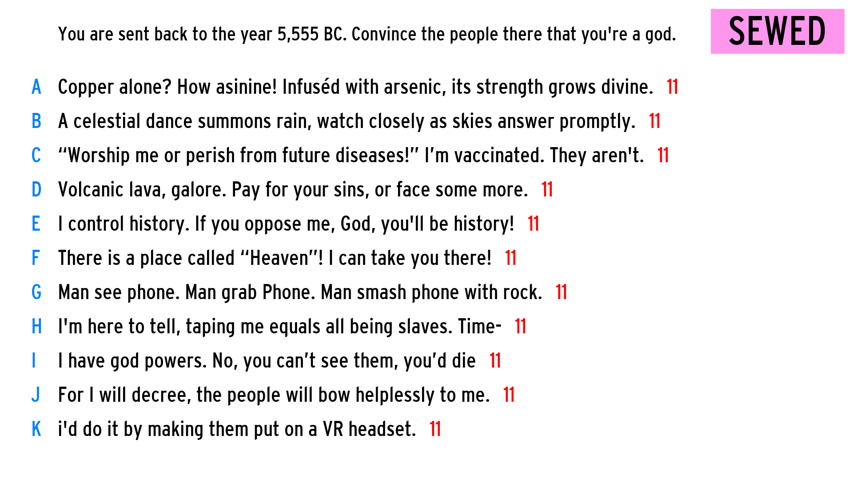 You are sent back to the year 5,555 BC. Convince the people there that you're a god.
SEWED
A Copper alone? How asinine! Infuséd with arsenic, its strength grows divine. 11
B A celestial dance summons rain, watch closely as skies answer promptly. 11
C “Worship me or perish from future diseases!” I’m vaccinated. They aren't. 11
D Volcanic lava, galore. Pay for your sins, or face some more. 11
E I control history. If you oppose me, God, you'll be history! 11
F There is a place called “Heaven”! I can take you there! 11
G Man see phone. Man grab Phone. Man smash phone with rock. 11
H I'm here to tell, taping me equals all being slaves. Time- 11
I I have god powers. No, you can’t see them, you’d die 11
J For I will decree, the people will bow helplessly to me. 11
K i'd do it by making them put on a VR headset. 11